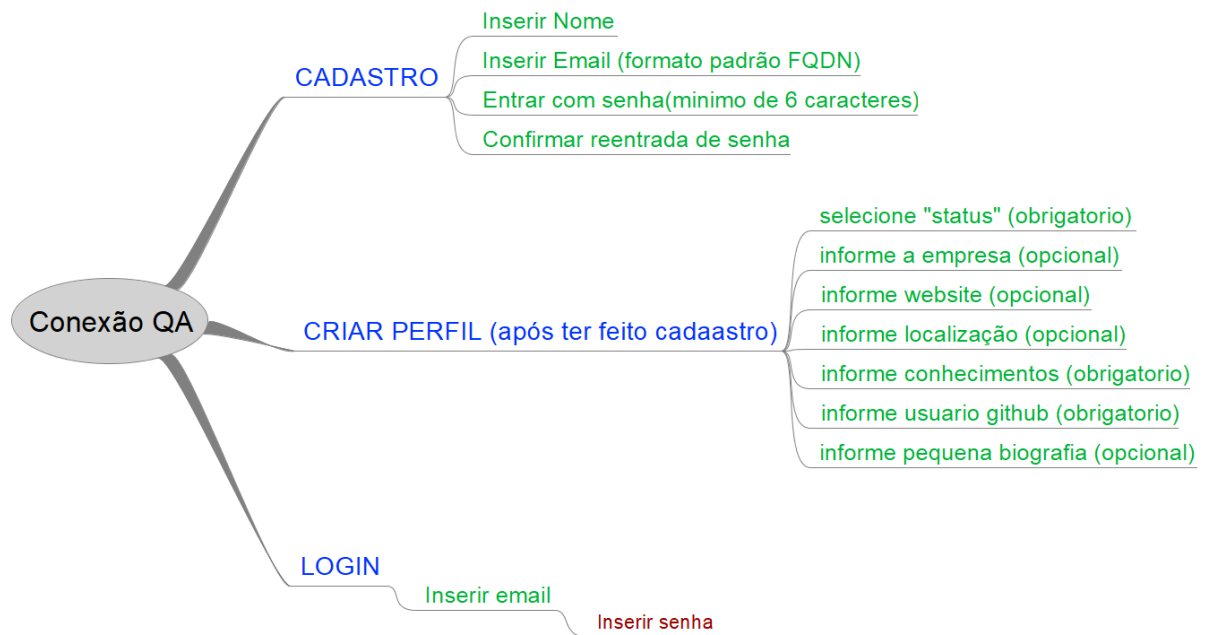 Conexão QA
CADASTRO
Inserir Nome
Inserir Email (formato padrão FQDN)
Entrar com senha(minimo de 6 caracteres)
Confirmar reentrada de senha
CRIAR PERFIL (após ter feito cadaastro)
selecione "status" (obrigatorio)
informe a empresa (opcional)
informe website (opcional)
informe localização (opcional)
informe conhecimentos (obrigatorio)
informe usuario github (obrigatorio)
informe pequena biografia (opcional)
LOGIN
Inserir email
Inserir senha